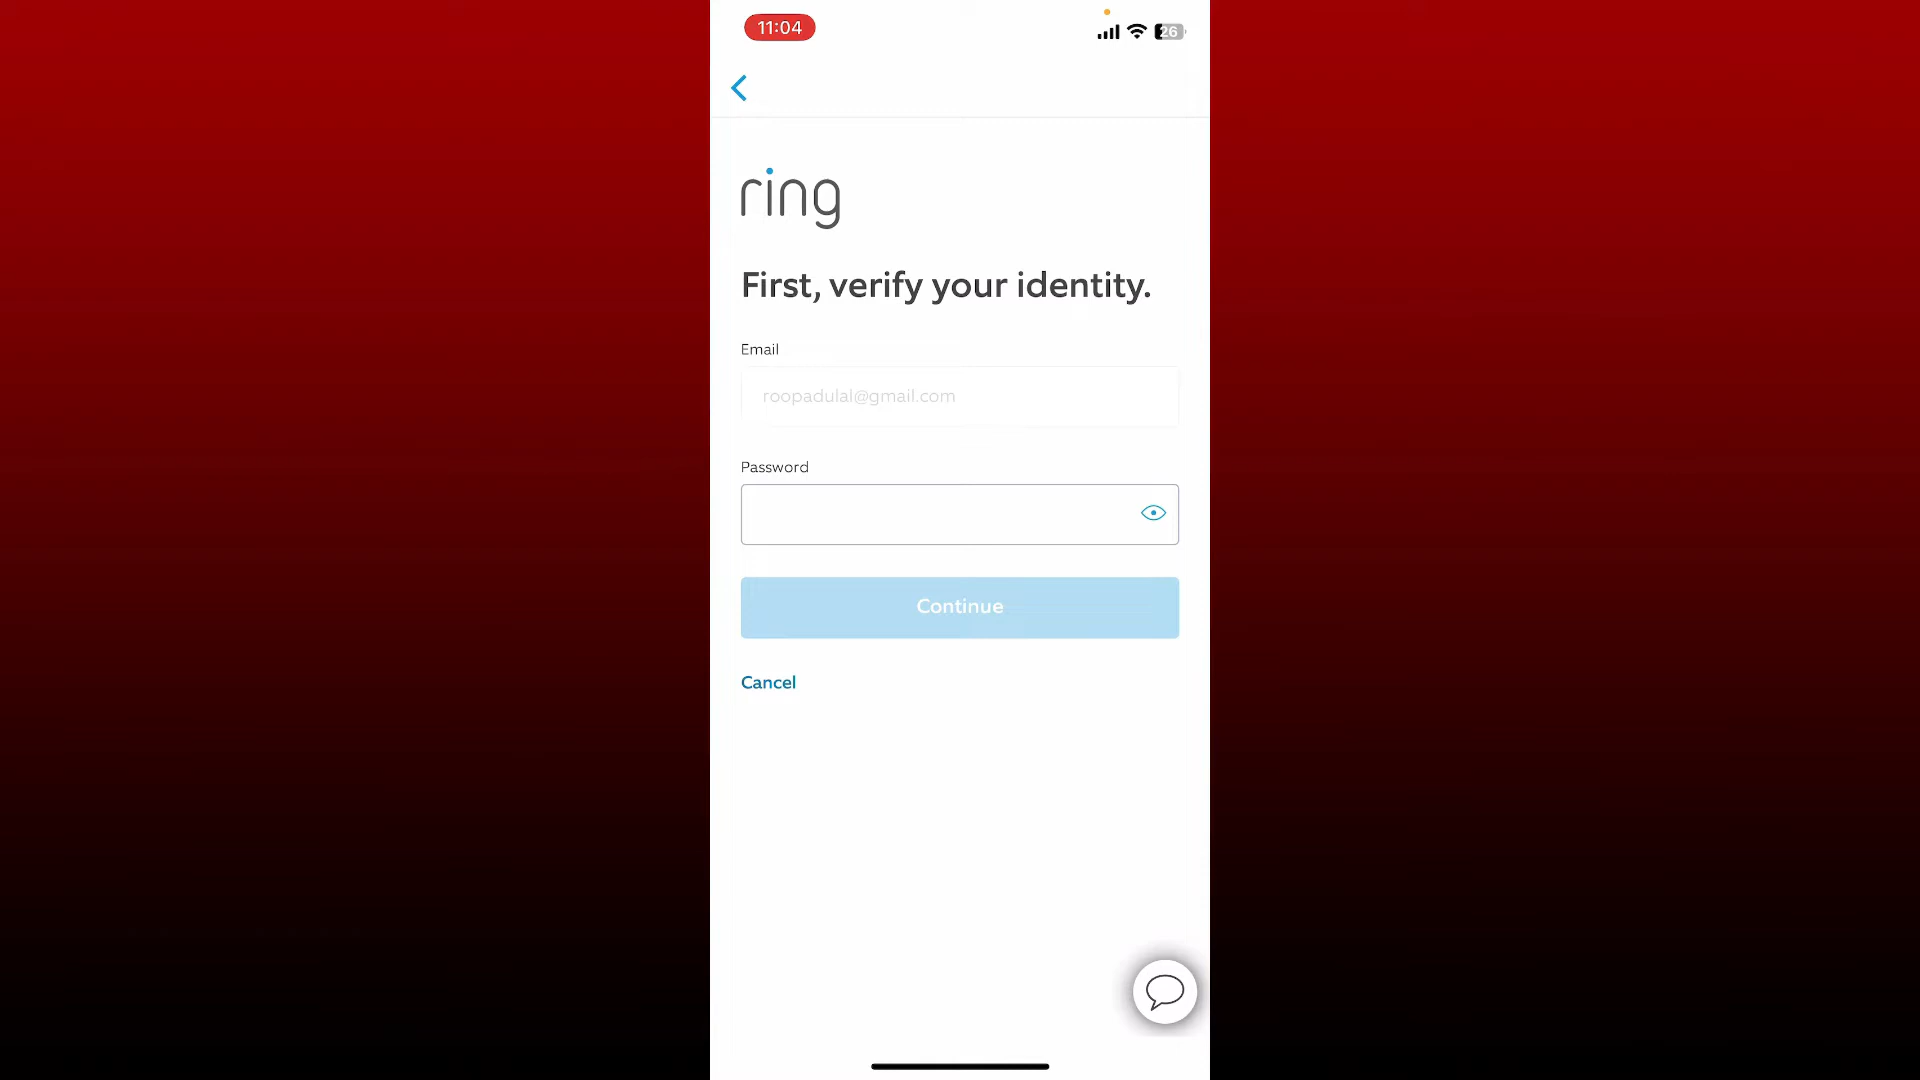 11:04
26
ring
First, verify your identity.
Email
roopadulal@gmail.com
Password
Continue
Cancel